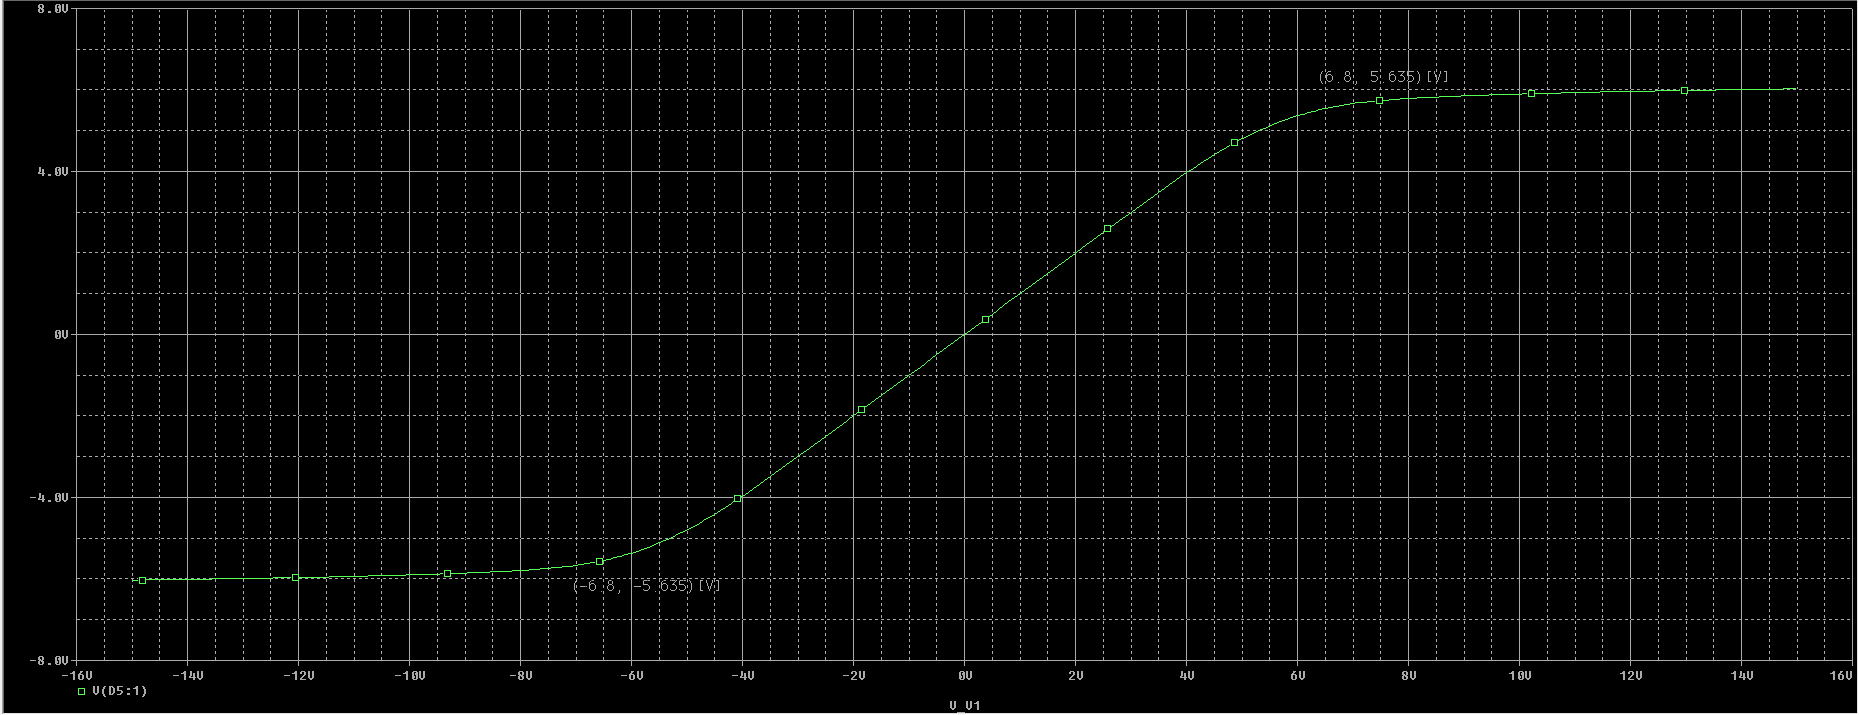 8.0V
(6.8, 5.635)[V]
4.0V
0V
-4.0V
(-6.8, -5.635)[V]
-8.0V
-16V -14V -12V -10V -8V -6V -4V -2V 0V 2V 4V 6V 8V 10V 12V 14V 16V
V(D5:1)
V_V1